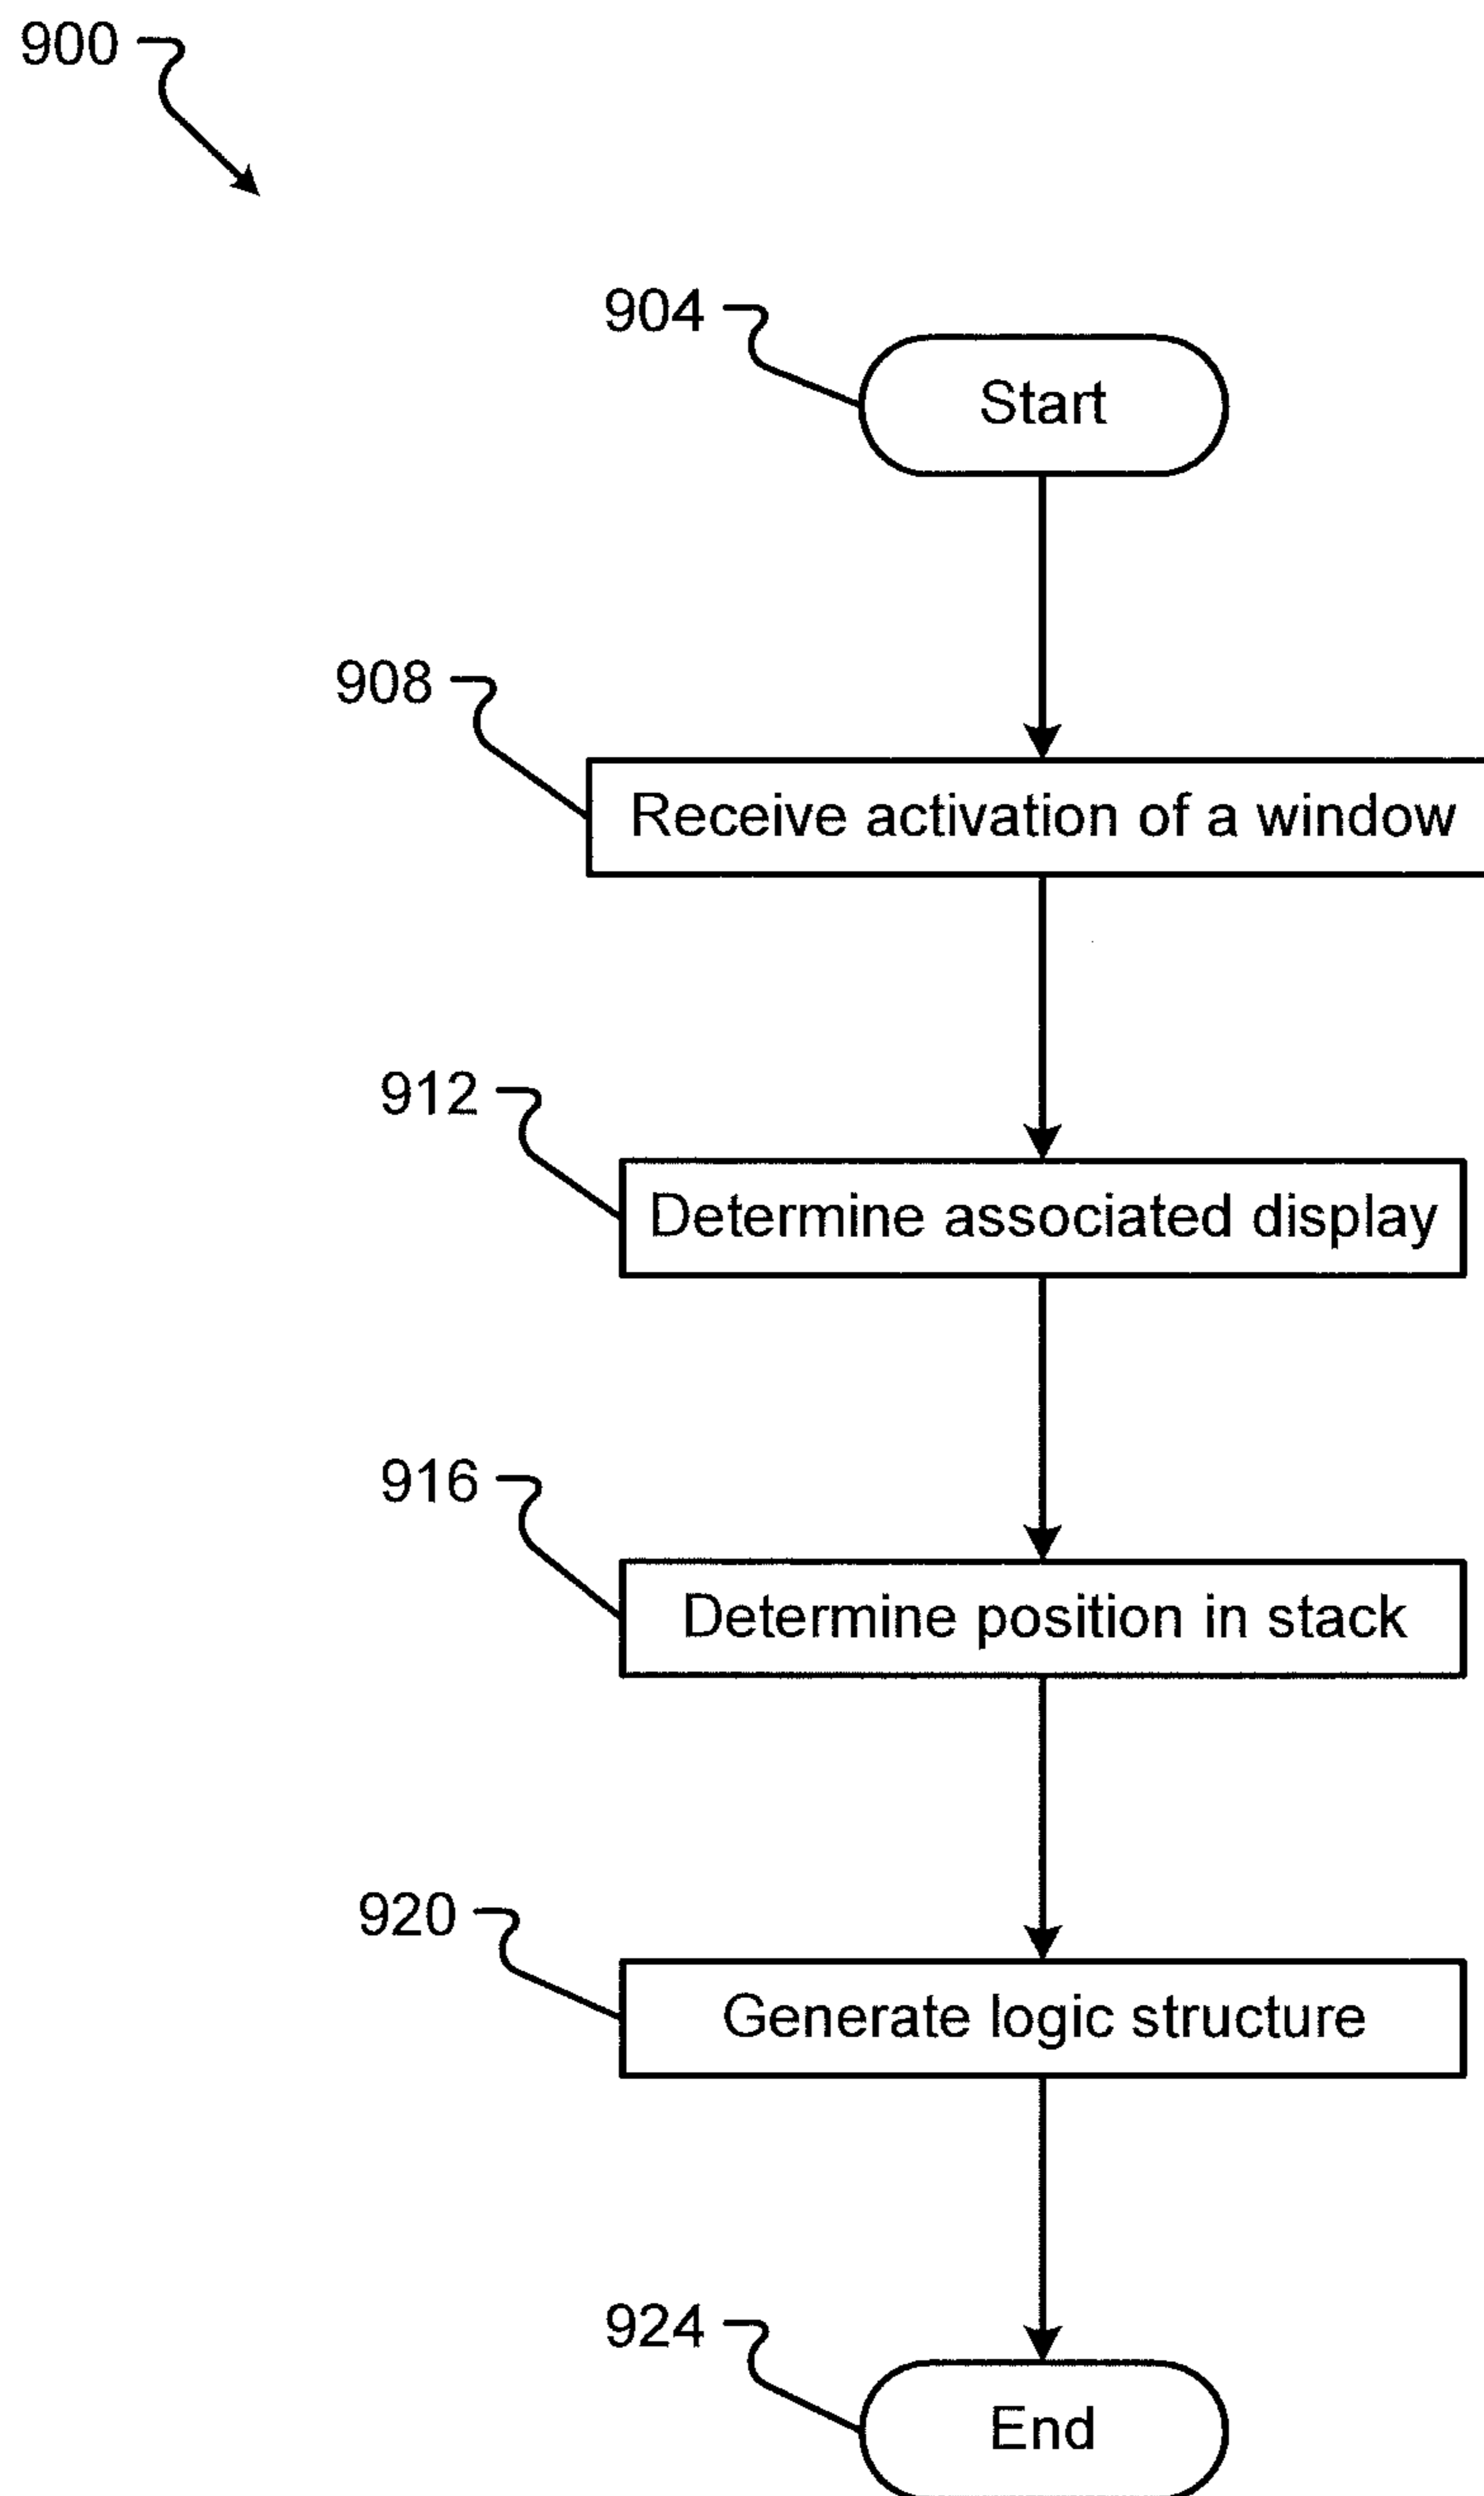 900
904
Start
908
Receive activation of a window
912
Determine associated display
916
Determine position in stack
920
Generate logic structure
924
End